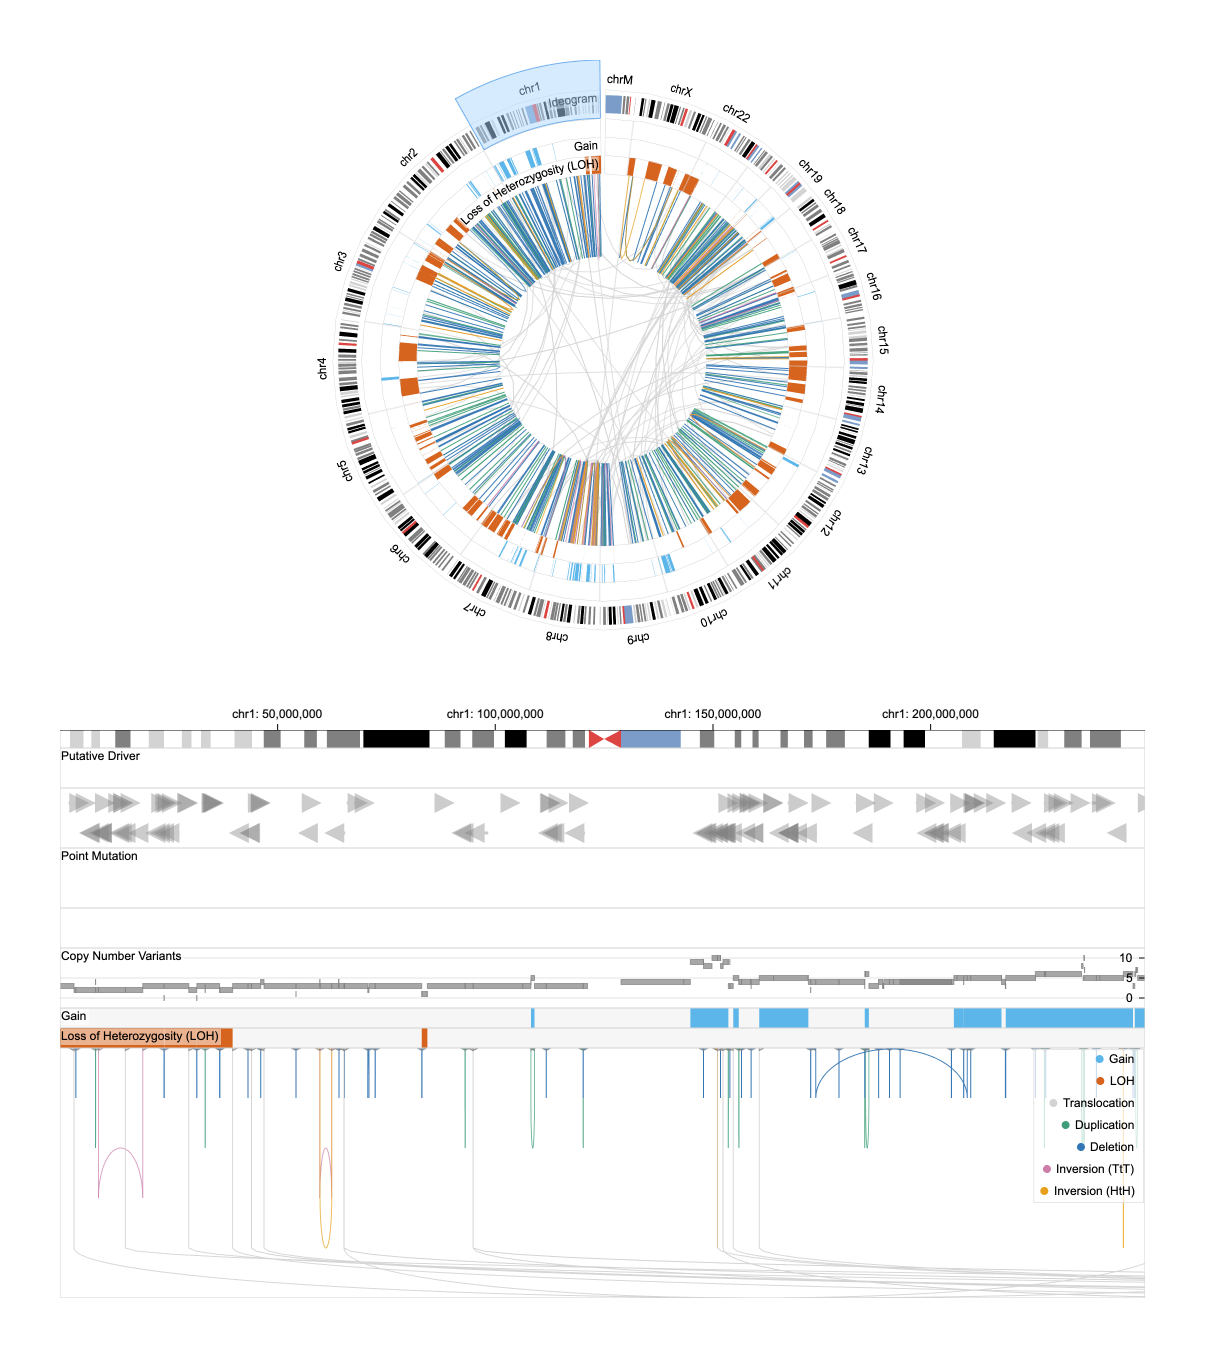 chrM
chrX
chr22
chr19
chr18
chr17
chr16
chr15
chr14
chr13
chr12
chr11
chr10
chr9
chr8
chr7
chr6
chr5
chr4
chr3
chr2
chr1
Ideogram
Gain
Loss of Heterozygosity (LOH)
chr1: 50,000,000
chr1: 100,000,000
chr1: 150,000,000
chr1: 200,000,000
Putative Driver
Point Mutation
Copy Number Variants
10
5
0
Gain
Loss of Heterozygosity (LOH)
Gain
LOH
Translocation
Duplication
Deletion
Inversion (TtT)
Inversion (HtH)